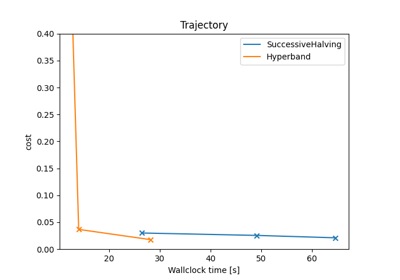 Trajectory
SuccessiveHalving
Hyperband
0.40
0.35
0.30
0.25
0.20
0.15
0.10
0.05
0.00
cost
20 30 40 50 60
Wallclock time [s]